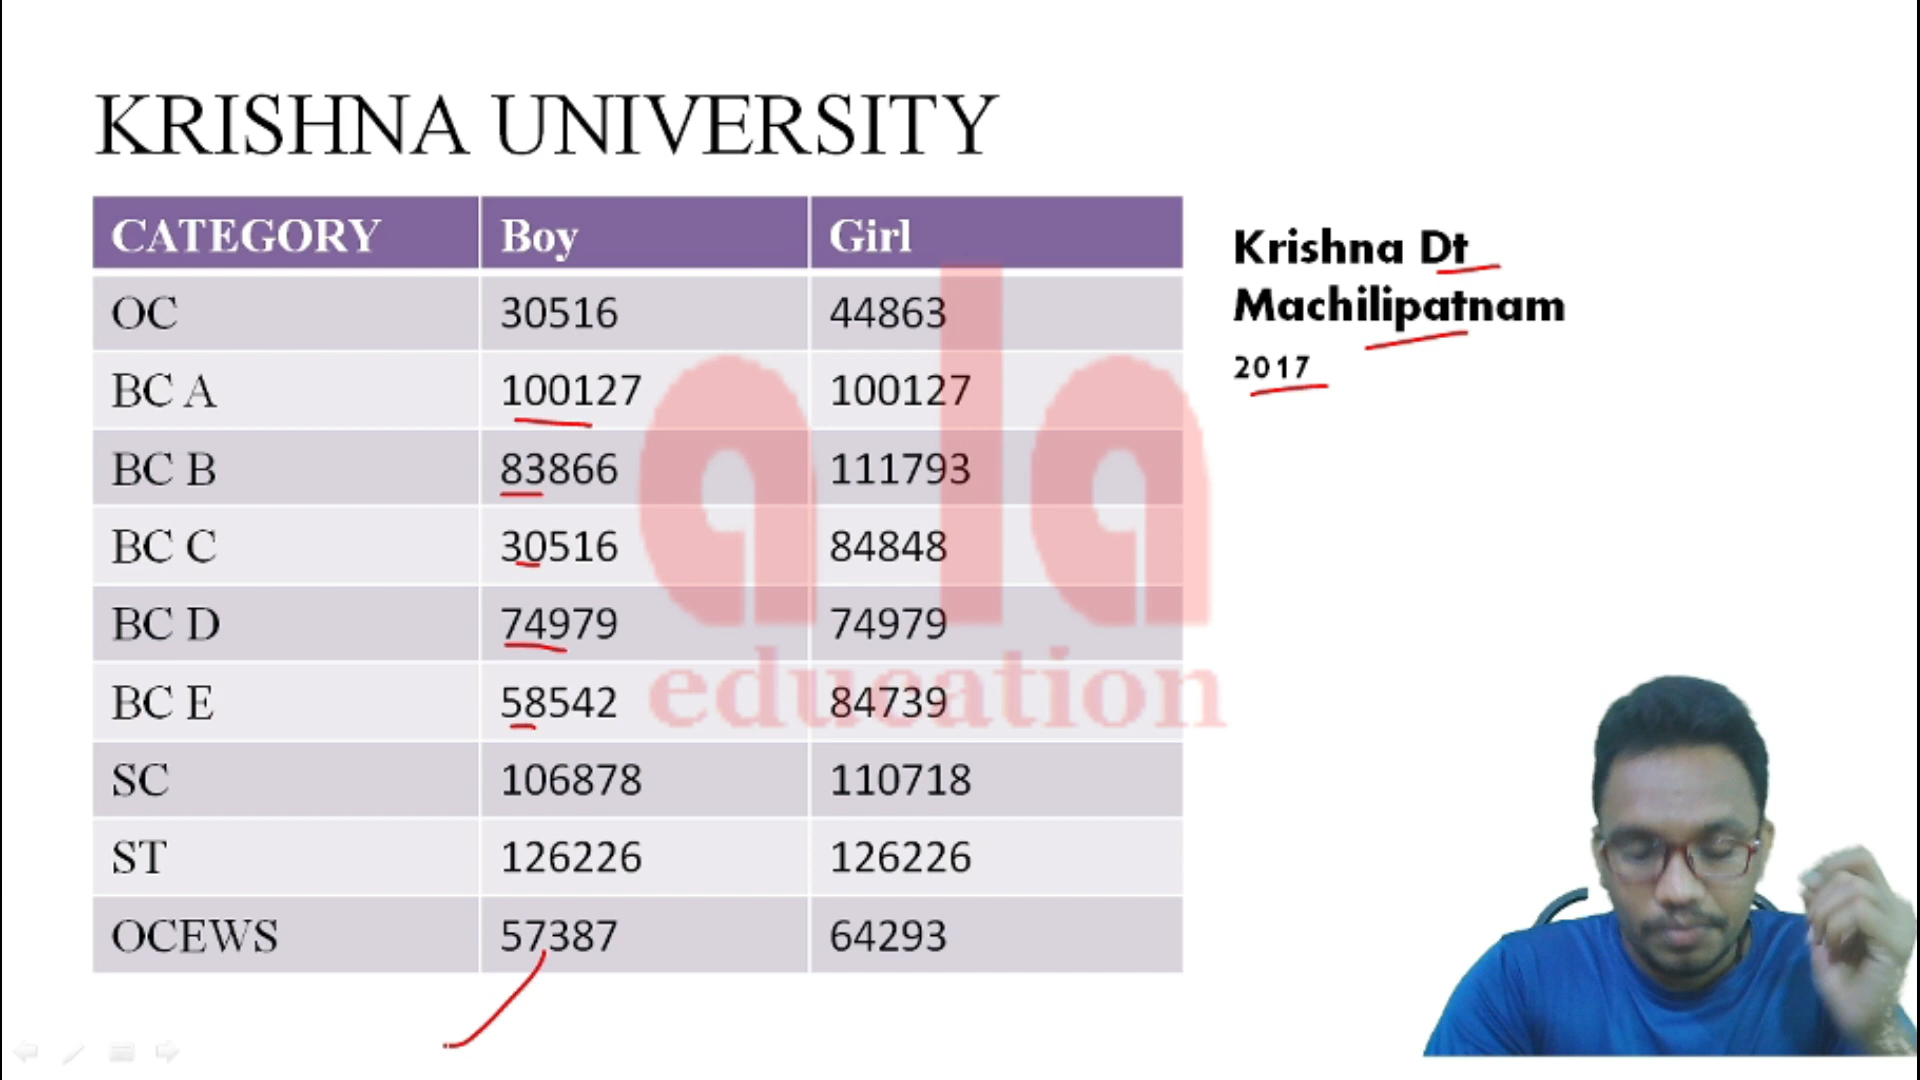 KRISHNA UNIVERSITY
CATEGORY Boy Girl
OC 30516 44863
BC A 100127 100127
BC B 83866 111793
BC C 30516 84848
BC D 74979 74979
BC E 58542 84739
SC 106878 110718
ST 126226 126226
OCEWS 57387 64293
Krishna Dt
Machilipatnam
2017
ala
education